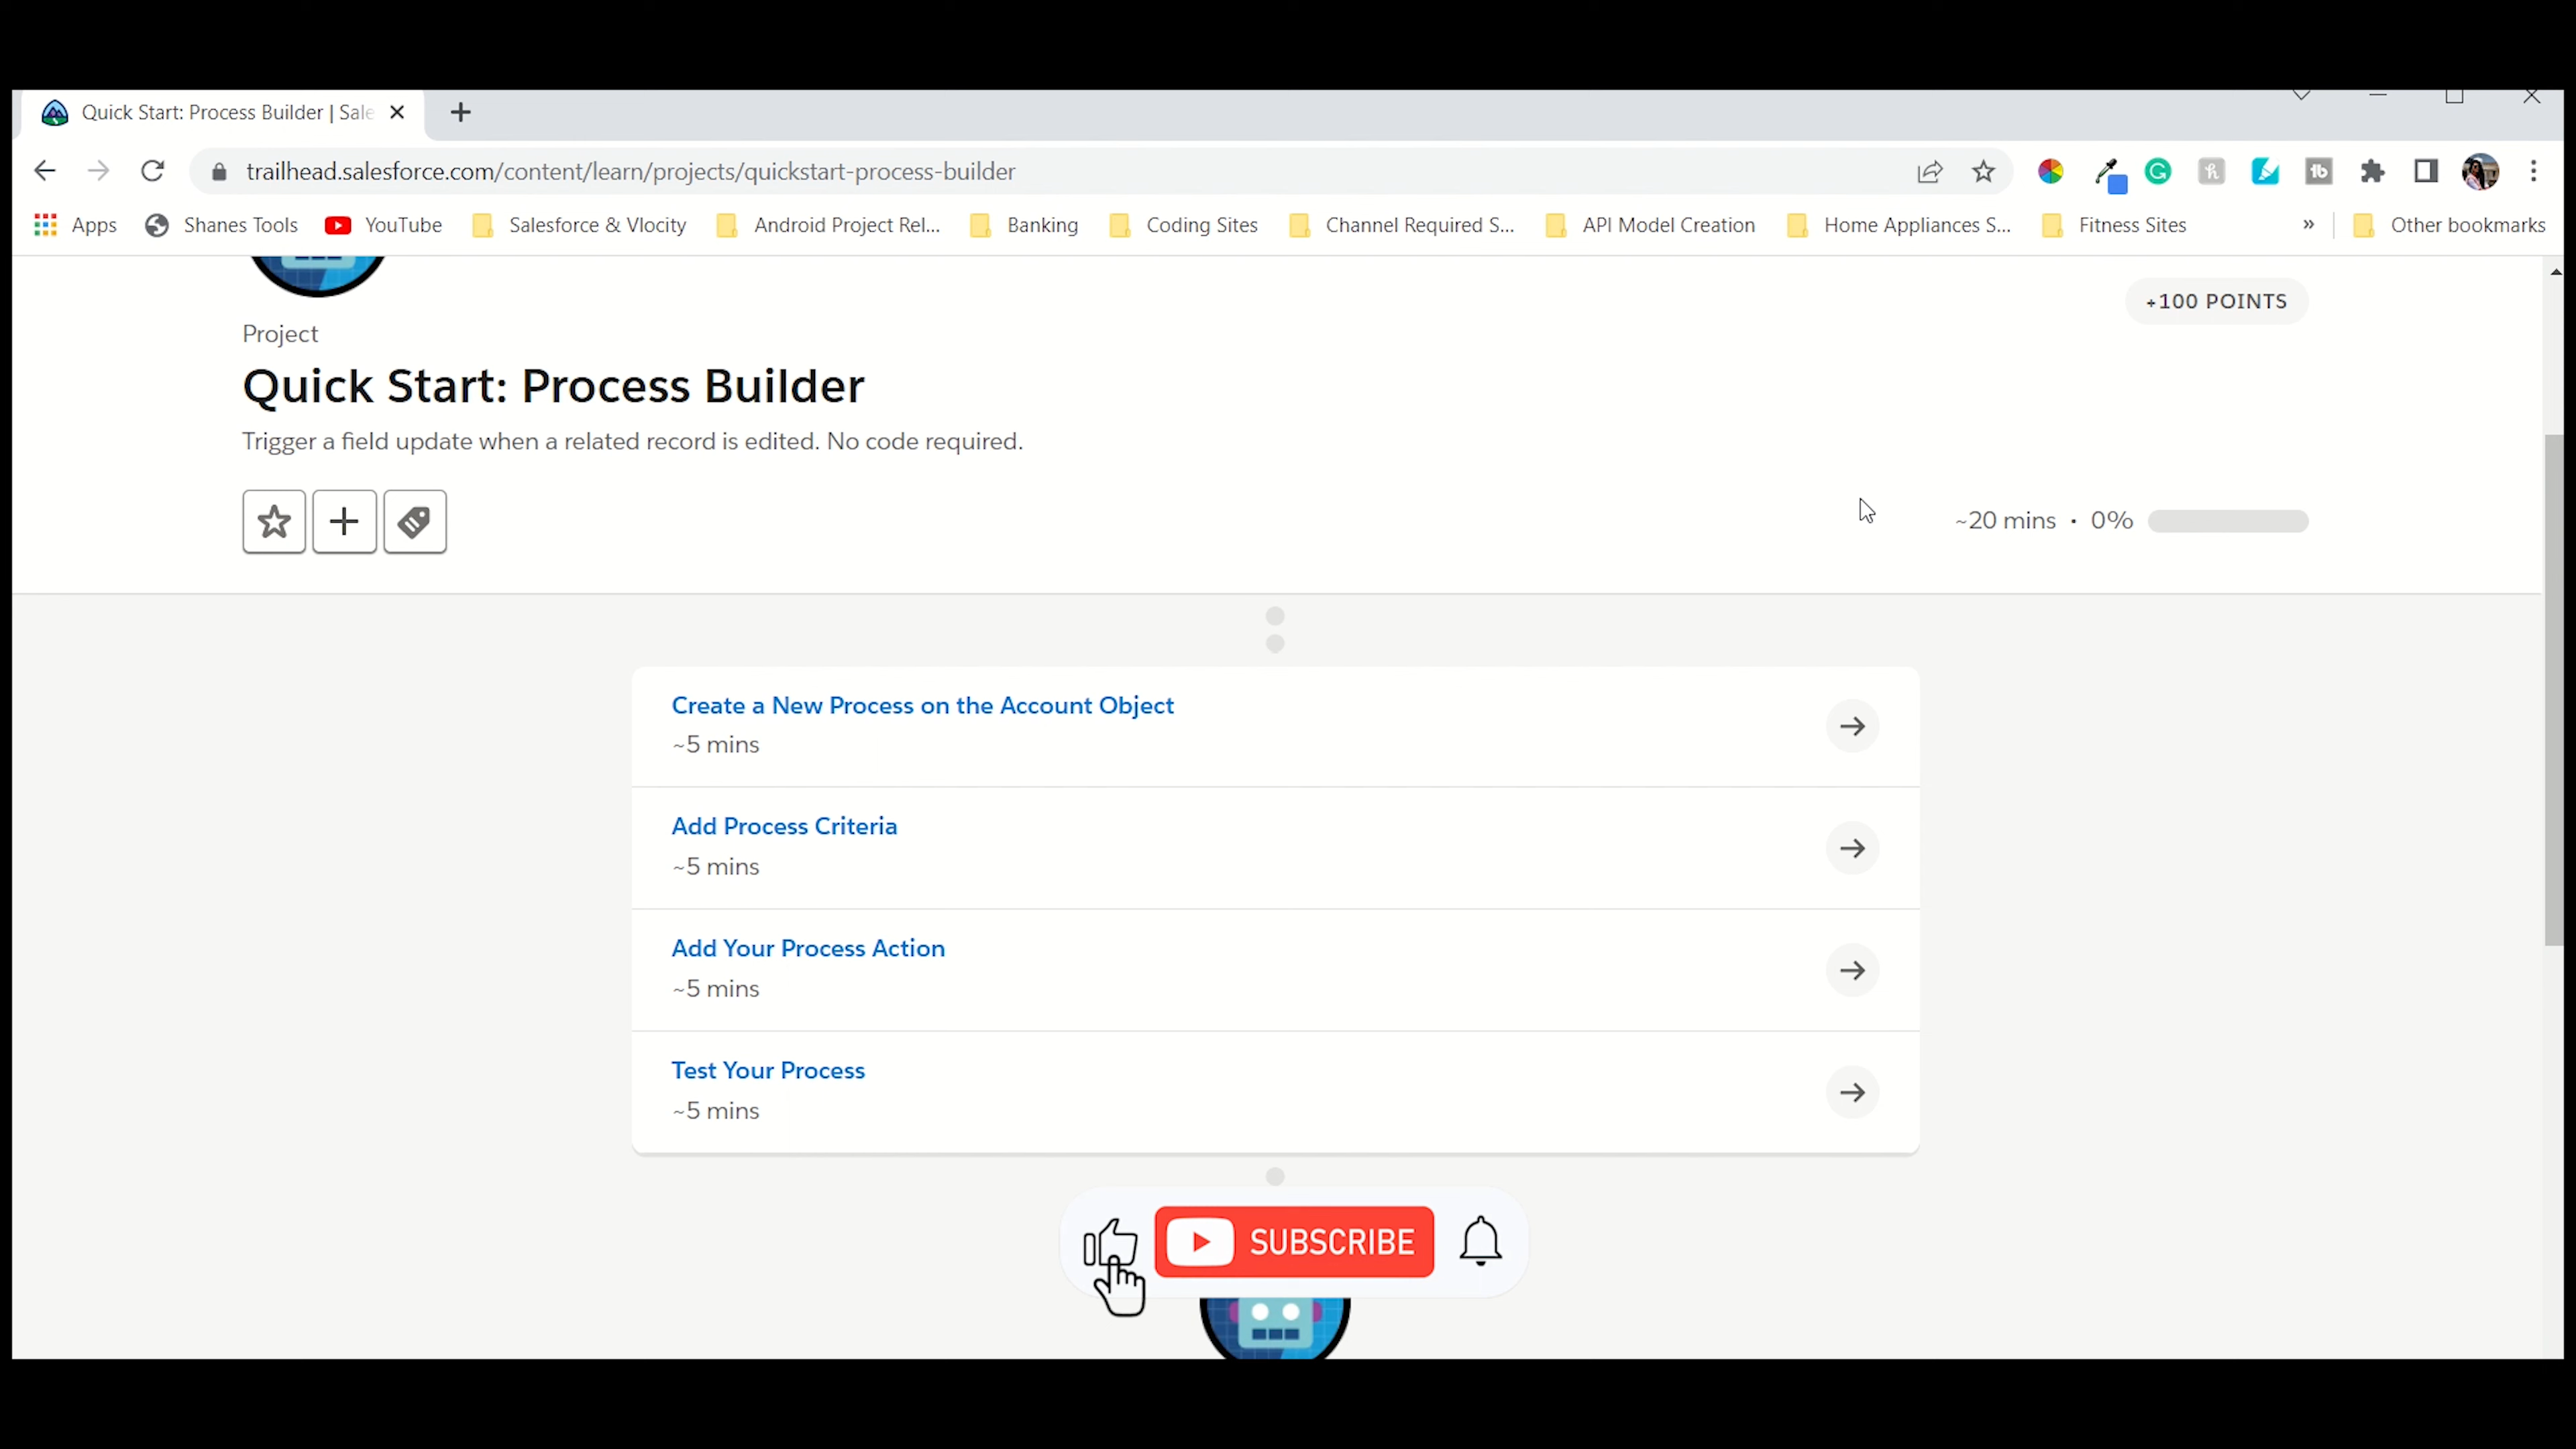 Quick Start: Process Builder | Sale
trailhead.salesforce.com/content/learn/projects/quickstart-process-builder
Apps Shanes Tools YouTube Salesforce & Vlocity Android Project Rel... Banking Coding Sites Channel Required S... API Model Creation Home Appliances S... Fitness Sites » Other bookmarks
+100 POINTS
Project
Quick Start: Process Builder
Trigger a field update when a related record is edited. No code required.
~20 mins · 0%
Create a New Process on the Account Object
~5 mins
Add Process Criteria
~5 mins
Add Your Process Action
~5 mins
Test Your Process
~5 mins
SUBSCRIBE